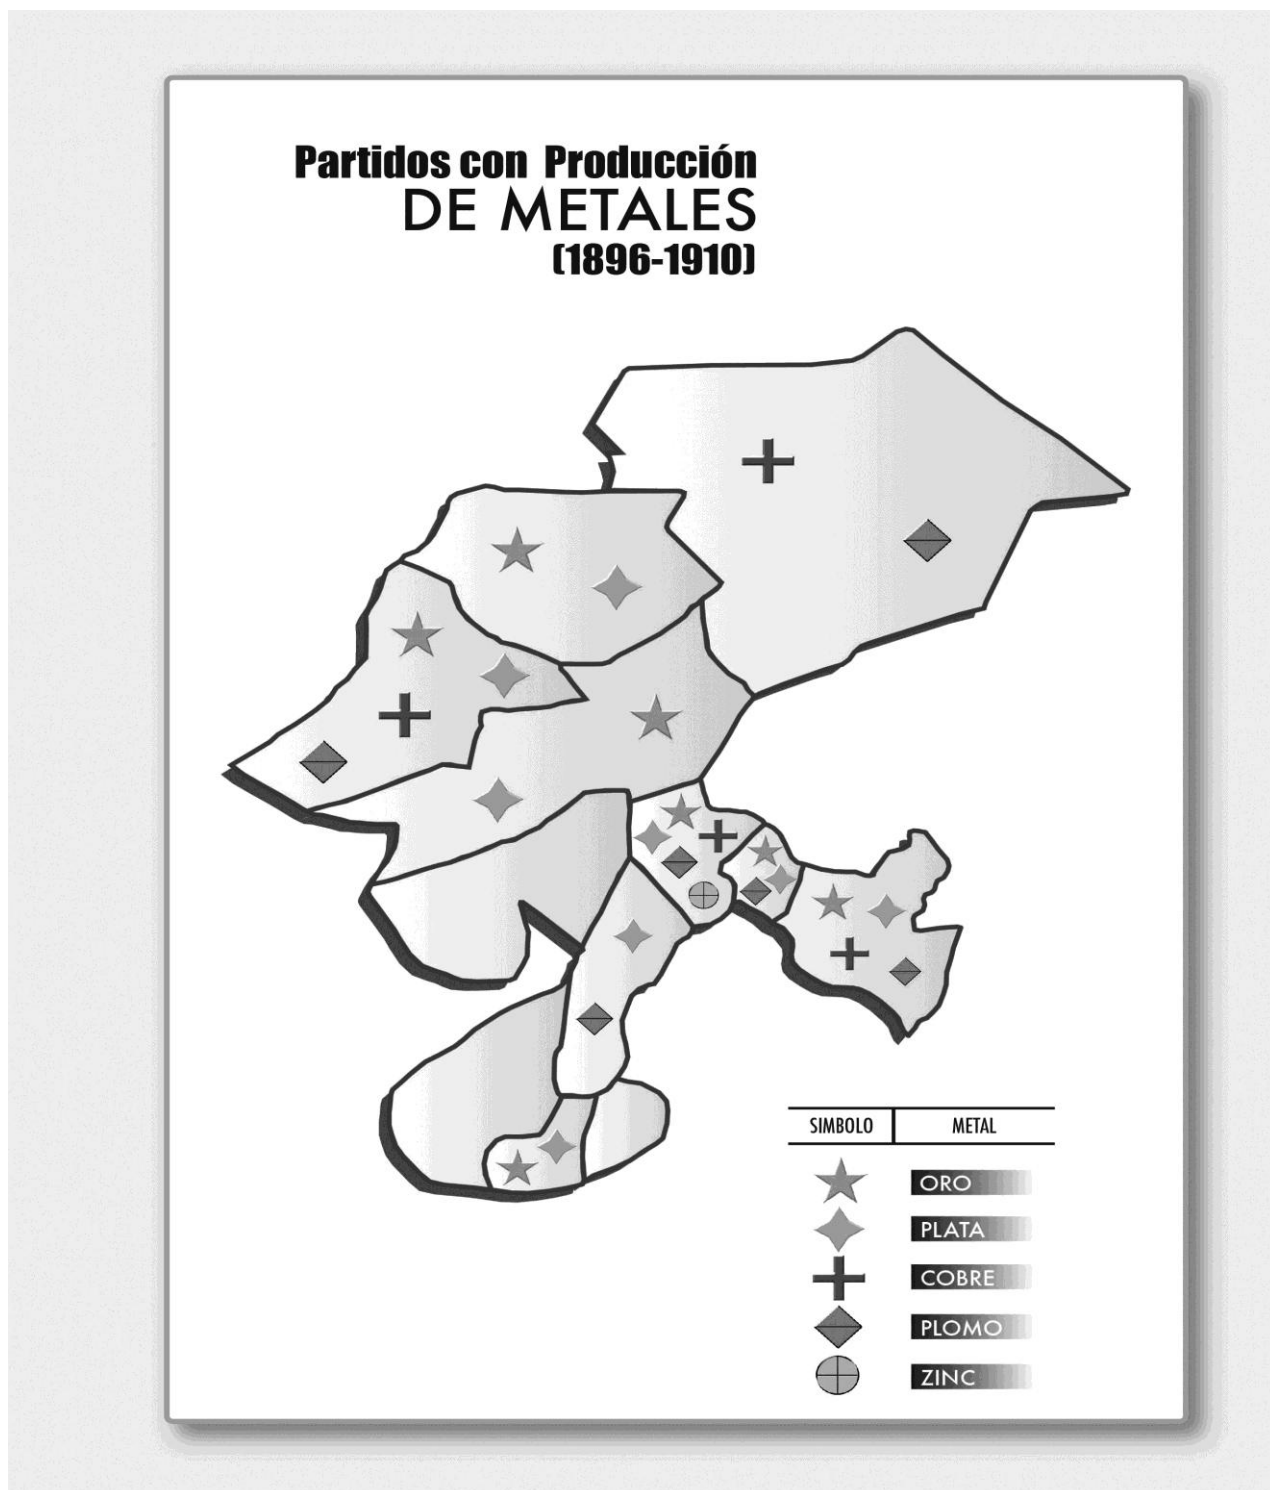 Partidos con Producción
DE METALES
(1896-1910)
SIMBOLO METAL
ORO
PLATA
COBRE
PLOMO
ZINC